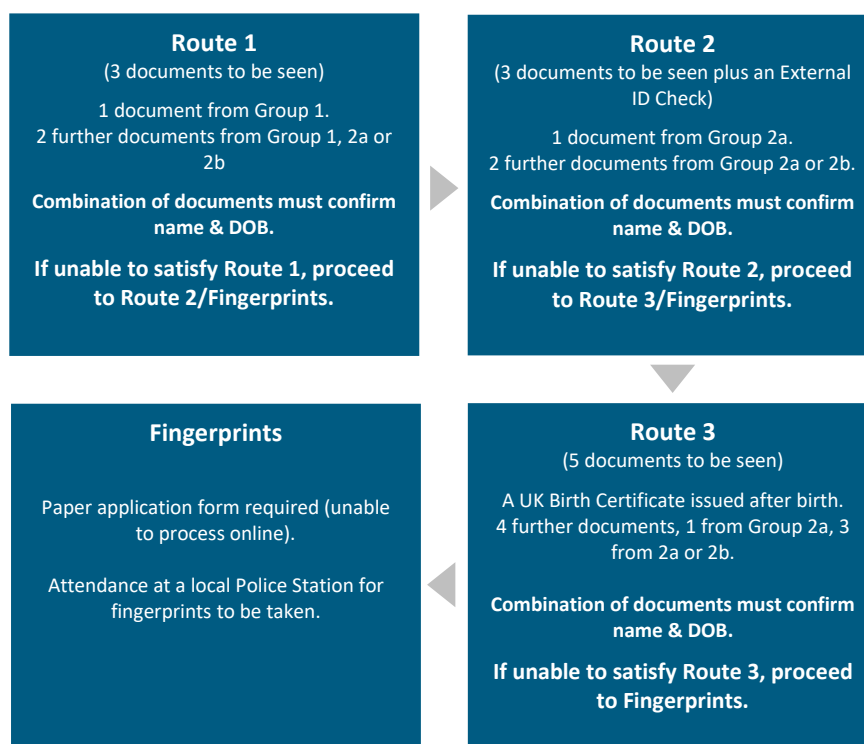 Route 1
(3 documents to be seen)
1 document from Group 1.
2 further documents from Group 1, 2a or
2b
Combination of documents must confirm
name & DOB.
If unable to satisfy Route 1, proceed
to Route 2/Fingerprints.
Route 2
(3 documents to be seen plus an External
ID Check)
1 document from Group 2a.
2 further documents from Group 2a or 2b.
Combination of documents must confirm
name & DOB.
If unable to satisfy Route 2, proceed
to Route 3/Fingerprints.
Route 3
(5 documents to be seen)
A UK Birth Certificate issued after birth.
4 further documents, 1 from Group 2a, 3
from 2a or 2b.
Combination of documents must confirm
name & DOB.
If unable to satisfy Route 3, proceed
to Fingerprints.
Fingerprints
Paper application form required (unable
to process online).
Attendance at a local Police Station for
fingerprints to be taken.